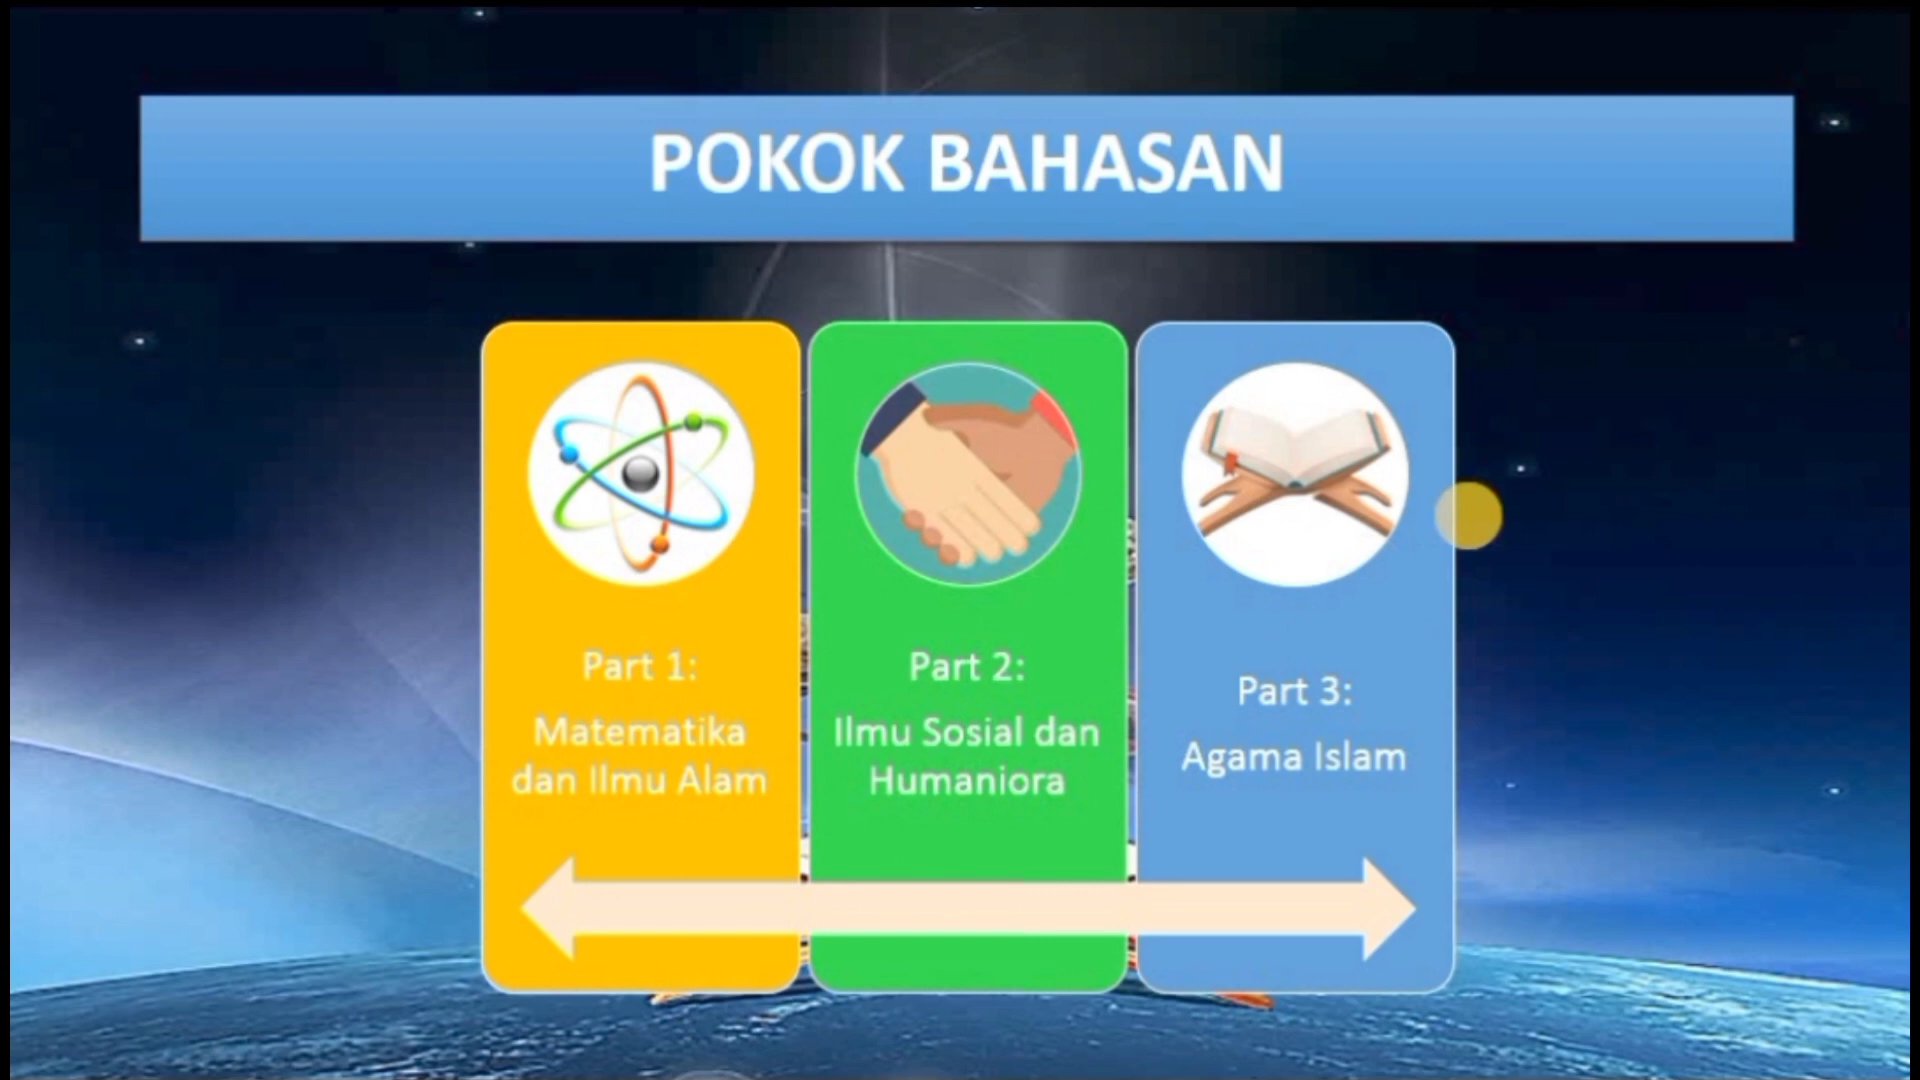 POKOK BAHASAN
Part 1:
Matematika
dan Ilmu Alam
Part 2:
Ilmu Sosial dan
Humaniora
Part 3:
Agama Islam